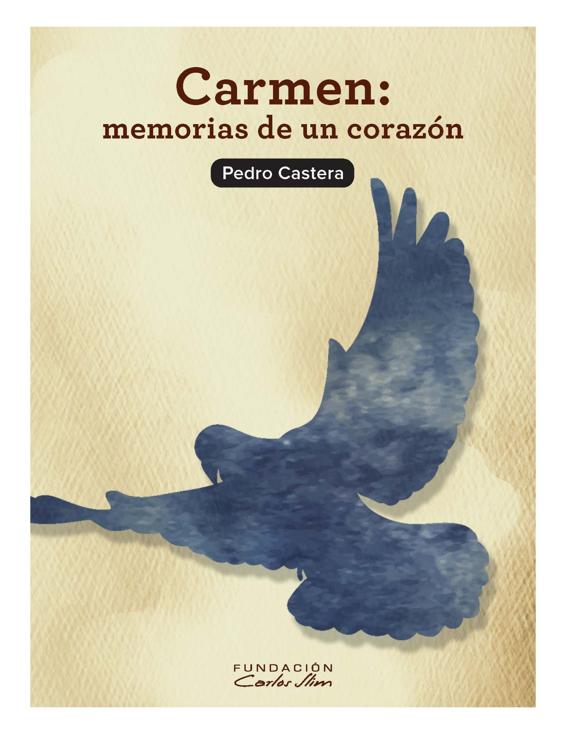 Carmen:
memorias de un corazón
Pedro Castera
FUNDACIÓN
Carlos Slim